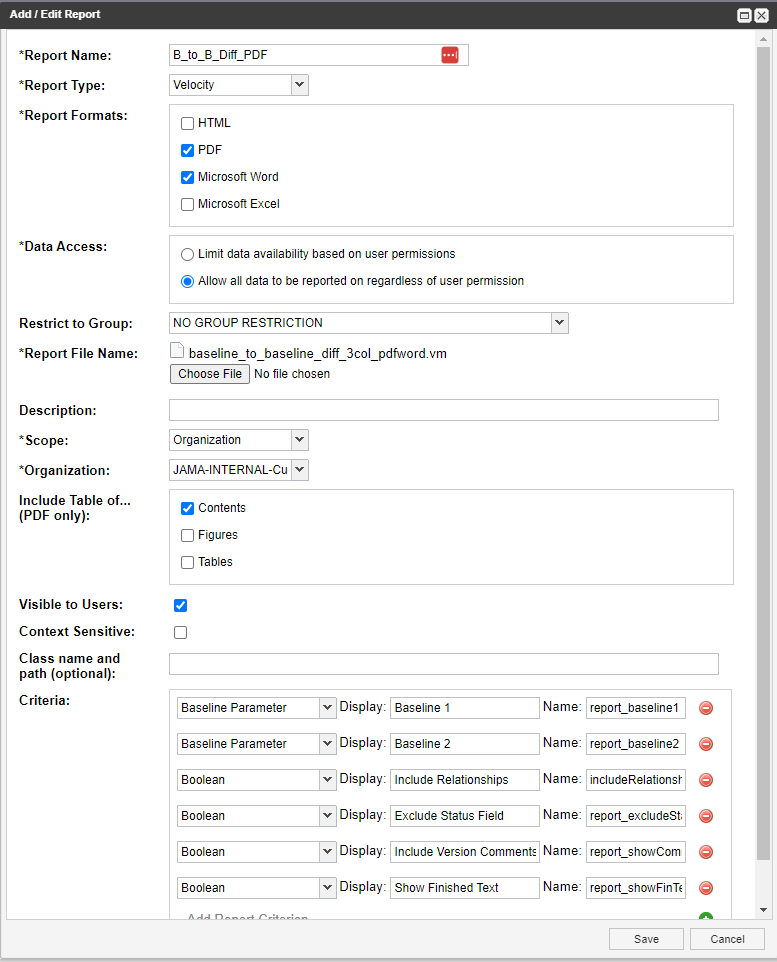 Add / Edit Report
*Report Name: B_to_B_Diff_PDF
*Report Type: Velocity
*Report Formats:
HTML
PDF
Microsoft Word
Microsoft Excel
*Data Access:
Limit data availability based on user permissions
Allow all data to be reported on regardless of user permission
Restrict to Group: NO GROUP RESTRICTION
*Report File Name: baseline_to_baseline_diff_3col_pdfword.vm
Choose File No file chosen
Description:
*Scope: Organization
*Organization: JAMA-INTERNAL-Cu
Include Table of...
(PDF only):
Contents
Figures
Tables
Visible to Users:
Context Sensitive:
Class name and
path (optional):
Criteria:
Baseline Parameter Display: Baseline 1 Name: report_baseline1
Baseline Parameter Display: Baseline 2 Name: report_baseline2
Boolean Display: Include Relationships Name: includeRelationsh
Boolean Display: Exclude Status Field Name: report_excludeSta
Boolean Display: Include Version Comments Name: report_showCom
Boolean Display: Show Finished Text Name: report_showFinTe
Add Report Criterion
Save Cancel